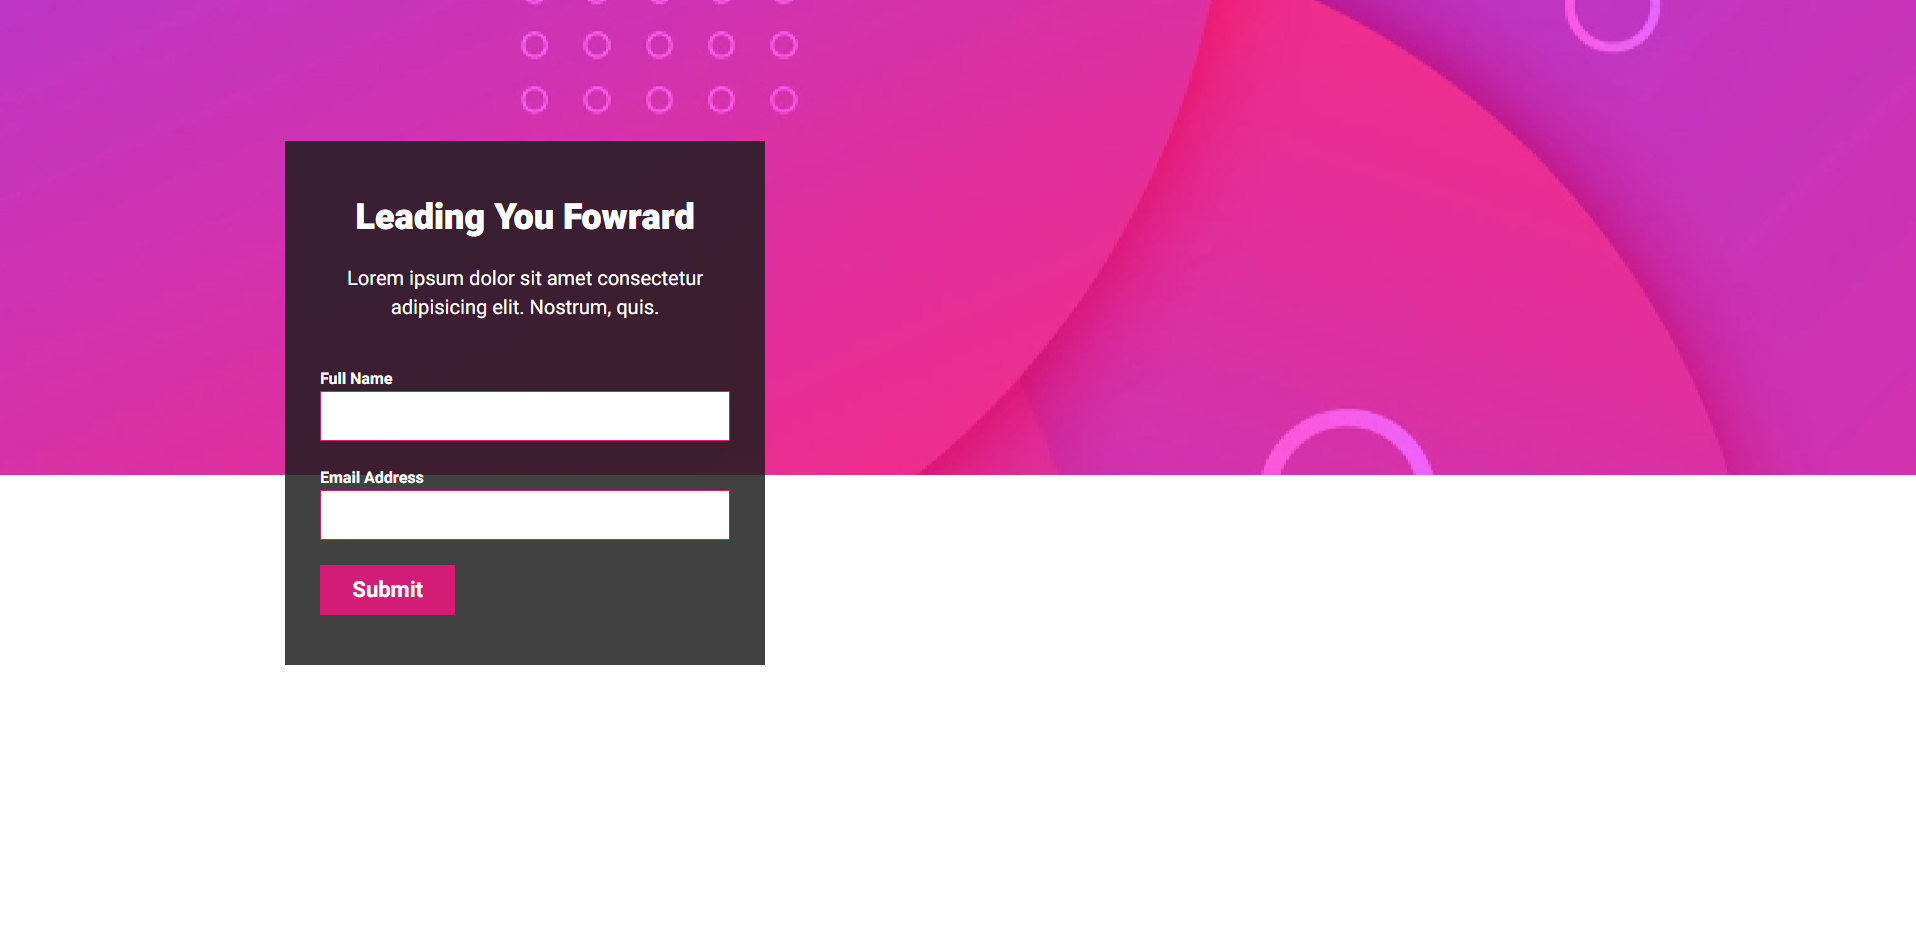 Leading You Fowrard
Lorem ipsum dolor sit amet consectetur
adipisicing elit. Nostrum, quis.
Full Name
Email Address
Submit